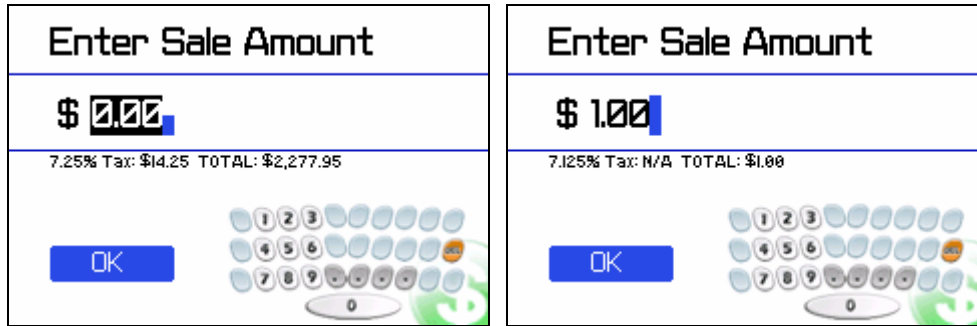 Enter Sale Amount
$ 0.00
7.25% Tax: $14.25 TOTAL: $2,277.95
1 2 3
4 5 6
OK
7 8 9
0
Enter Sale Amount
$ 1.00
7.125% Tax: N/A TOTAL: $1.00
1 2 3
4 5 6
OK
7 8 9
0